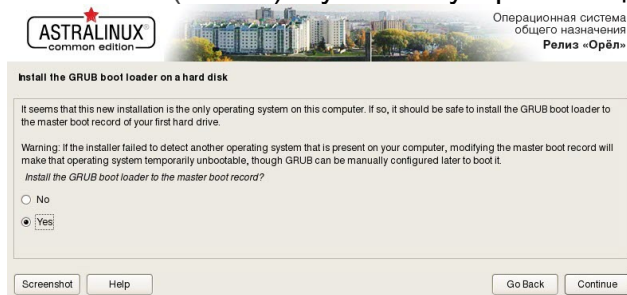 ASTRALINUX
common edition
Операционная система
общего назначения
Релиз «Орёл»
Install the GRUB boot loader on a hard disk
It seems that this new installation is the only operating system on this computer. If so, it should be safe to install the GRUB boot loader to
the master boot record of your first hard drive.
Warning: If the installer failed to detect another operating system that is present on your computer, modifying the master boot record will
make that operating system temporarily unbootable, though GRUB can be manually configured later to boot it.
Install the GRUB boot loader to the master boot record?
No
Yes
Screenshot Help Go Back Continue